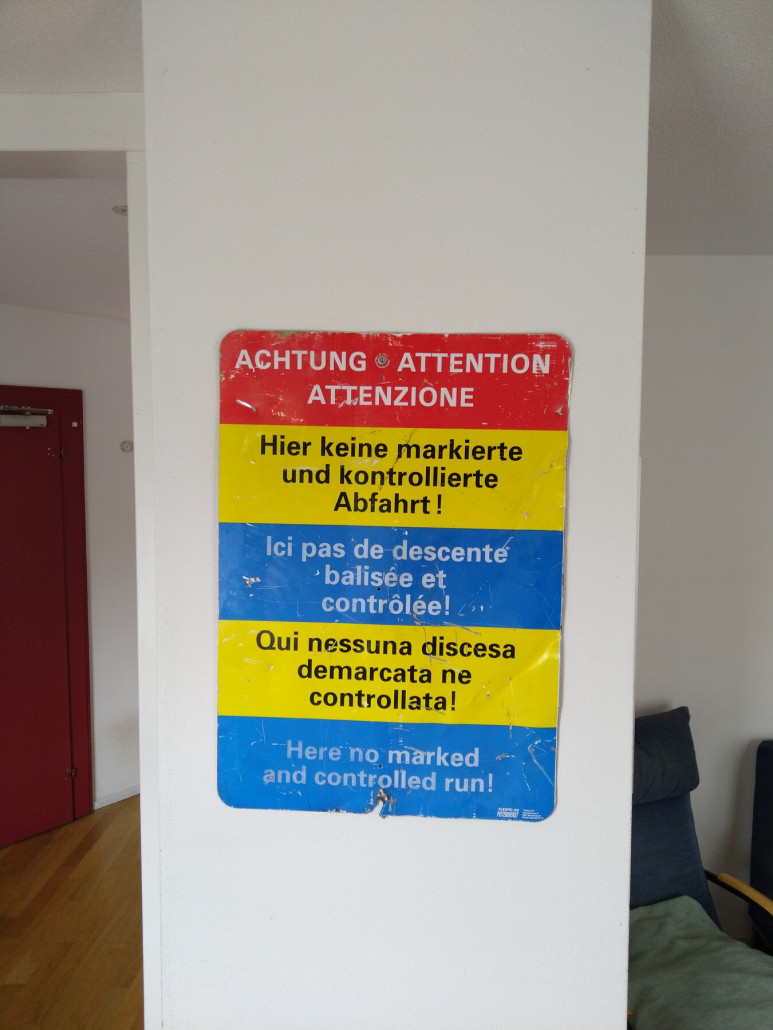 ACHTUNG ATTENTION
ATTENZIONE
Hier keine markierte
und kontrollierte
Abfahrt!
Ici pas de descente
balisée et
contrôlée!
Qui nessuna discesa
demarcata ne
controllata!
Here no marked
and controlled run!